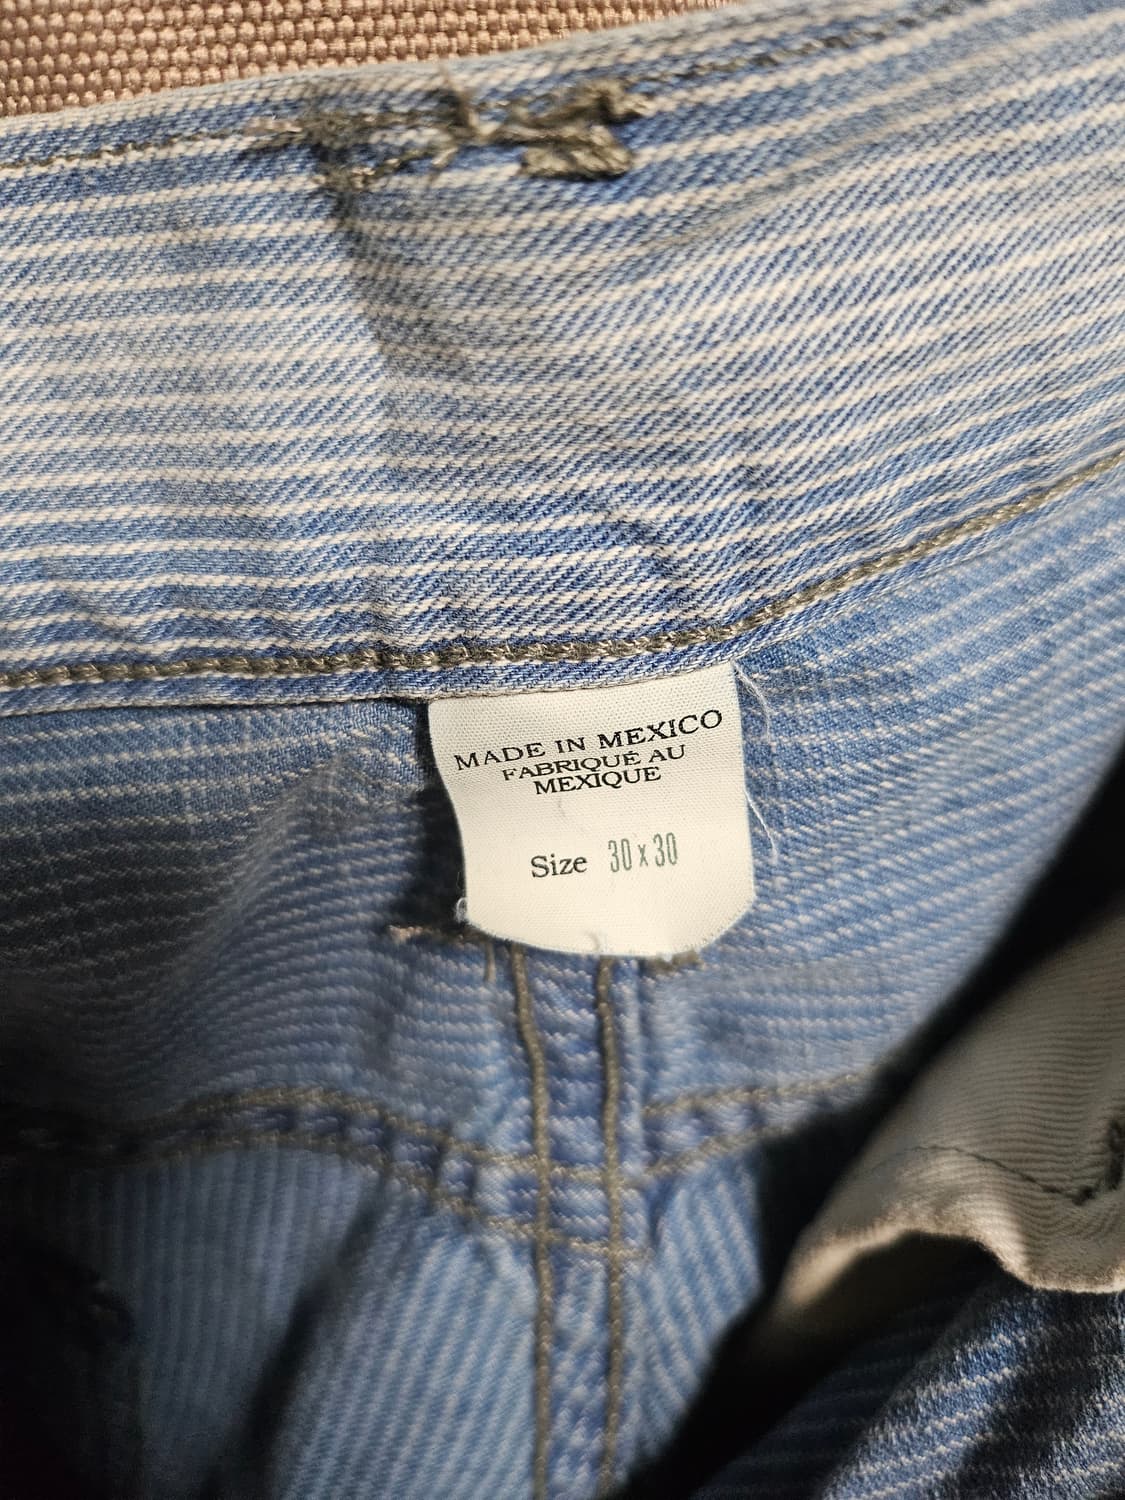 MADE IN MEXICO
FABRIQUÉ AU
MEXIQUE
Size 30 x 30